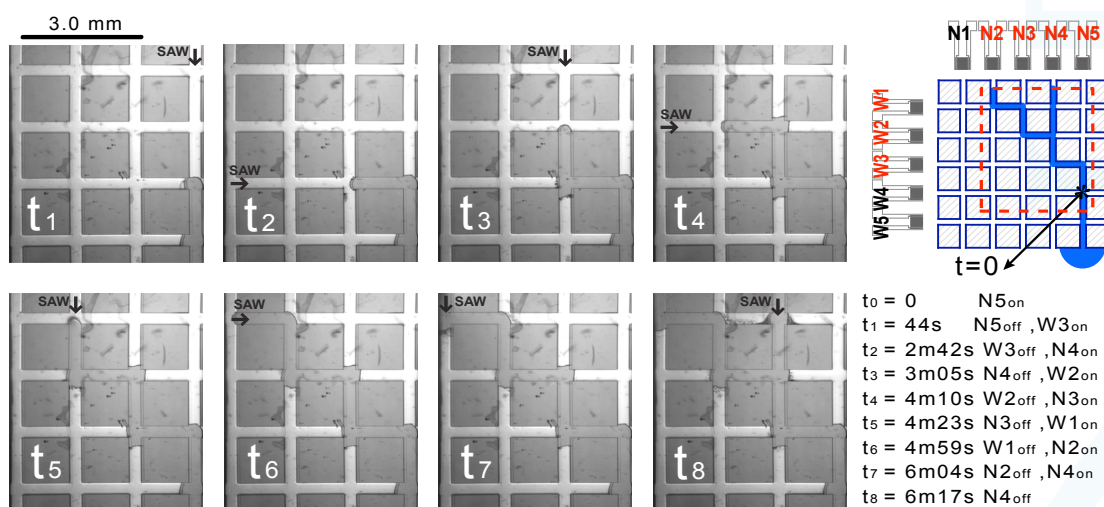 3.0 mm
SAW
t1
SAW
t2
SAW
t3
SAW
t4
N1 N2 N3 N4 N5
W1
W2
W3
W4
W5
t=0
SAW
t5
SAW
t6
SAW
t7
SAW
t8
t0 = 0 N5on
t1 = 44s N5off ,W3on
t2 = 2m42s W3off ,N4on
t3 = 3m05s N4off ,W2on
t4 = 4m10s W2off ,N3on
t5 = 4m23s N3off ,W1on
t6 = 4m59s W1off ,N2on
t7 = 6m04s N2off ,N4on
t8 = 6m17s N4off